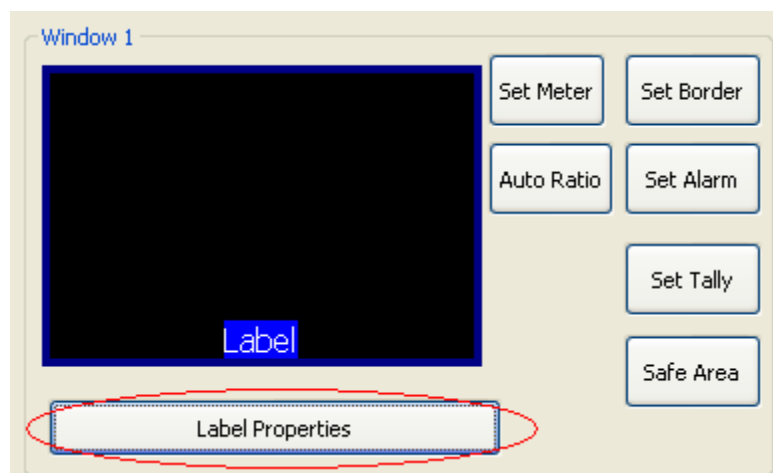 Window 1
Set Meter
Set Border
Auto Ratio
Set Alarm
Set Tally
Label
Safe Area
Label Properties